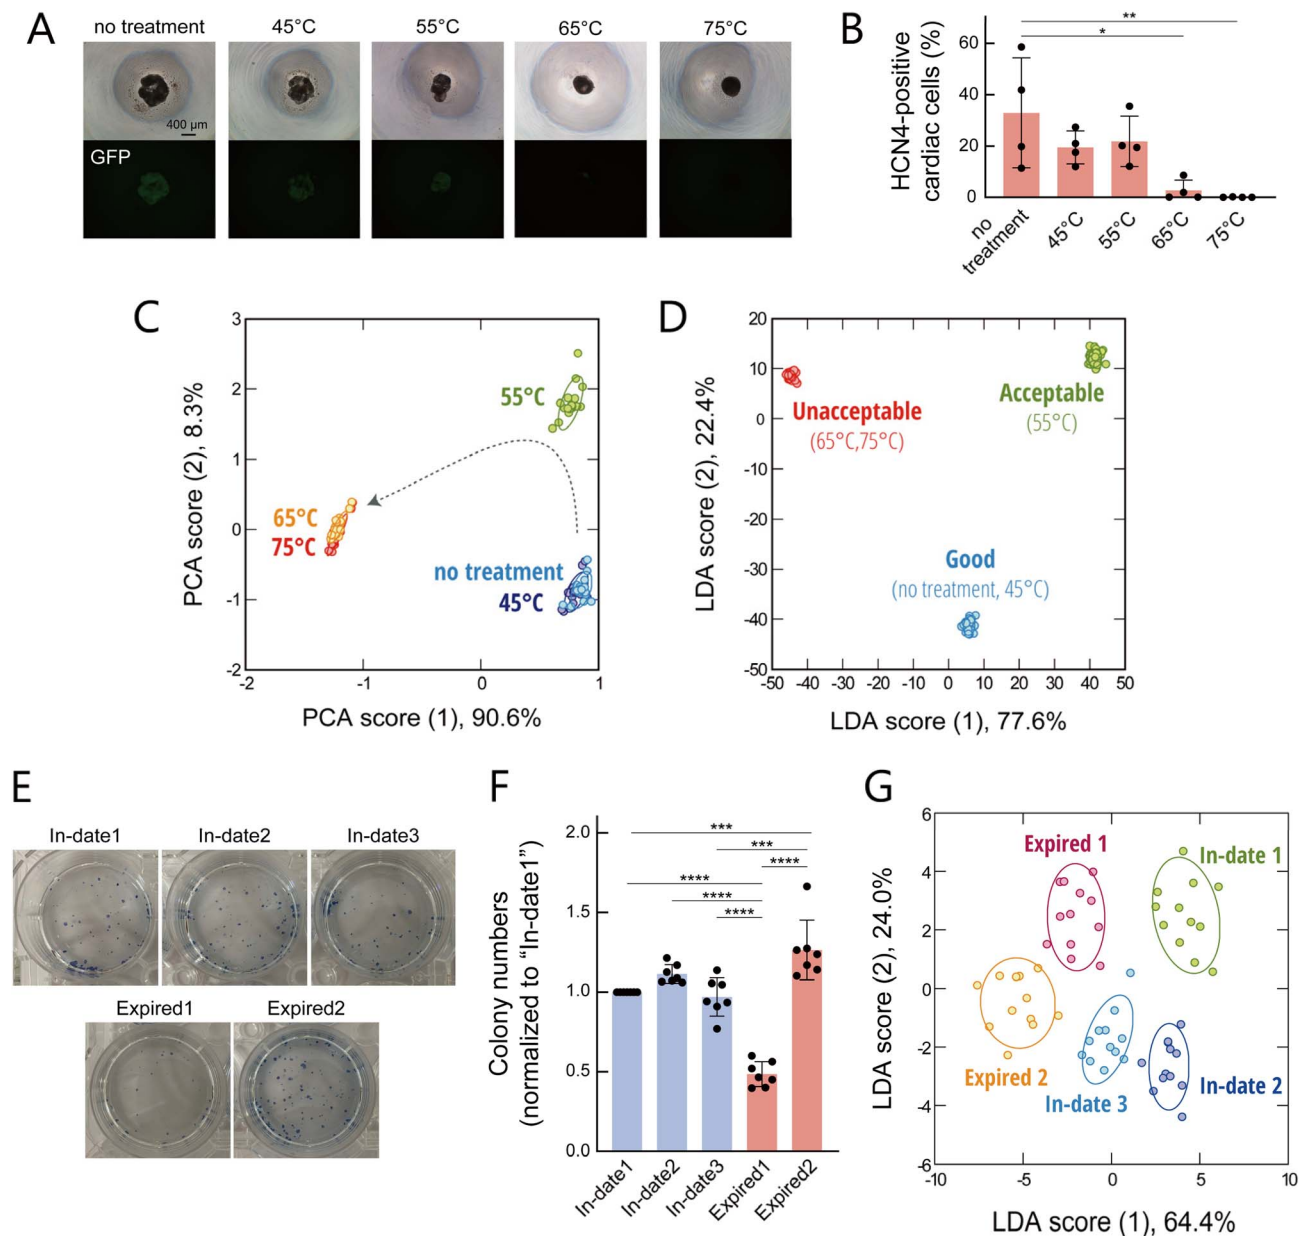 A
no treatment
45°C
55°C
65°C
75°C
400 µm
GFP
B
HCN4-positive
cardiac cells (%)
60
40
20
0
**
*
no
treatment
45°C
55°C
65°C
75°C
C
PCA score (2), 8.3%
3
2
1
0
-1
-2
55°C
65°C
75°C
no treatment
45°C
-2
-1
0
1
PCA score (1), 90.6%
D
LDA score (2), 22.4%
20
10
0
-10
-20
-30
-40
-50
Unacceptable
(65°C,75°C)
Acceptable
(55°C)
Good
(no treatment, 45°C)
-50 -40 -30 -20 -10 0 10 20 30 40 50
LDA score (1), 77.6%
E
In-date1
In-date2
In-date3
Expired1
Expired2
F
Colony numbers
(normalized to “In-date1”)
2.0
1.5
1.0
0.5
0.0
***
***
****
****
****
****
In-date1
In-date2
In-date3
Expired1
Expired2
G
LDA score (2), 24.0%
6
4
2
0
-2
-4
-6
Expired 1
In-date 1
Expired 2
In-date 3
In-date 2
-10
-5
0
5
10
LDA score (1), 64.4%